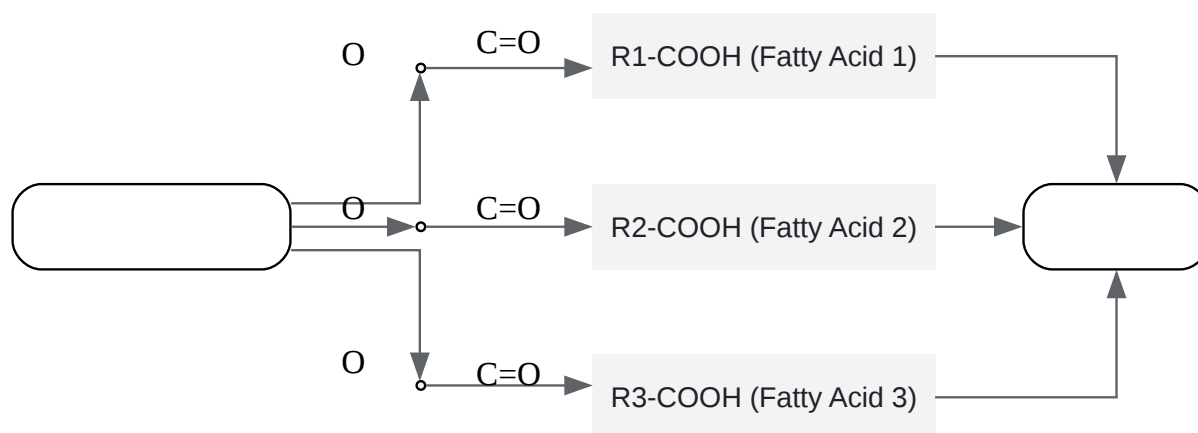 O
C=O
R1-COOH (Fatty Acid 1)
O
C=O
R2-COOH (Fatty Acid 2)
O
C=O
R3-COOH (Fatty Acid 3)